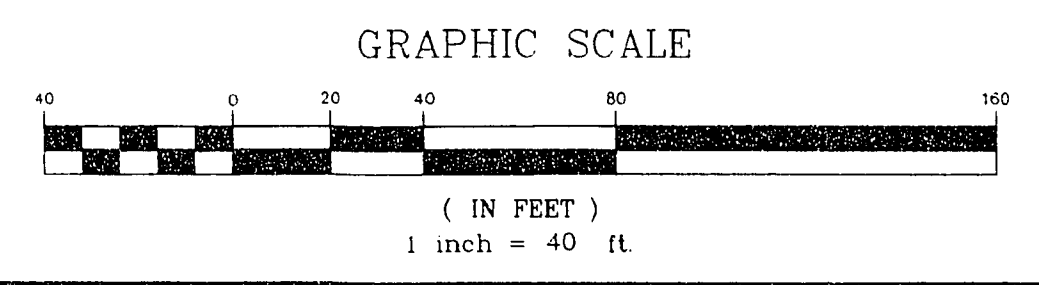 GRAPHIC SCALE
40 0 20 40 80 160
( IN FEET )
1 inch = 40 ft.